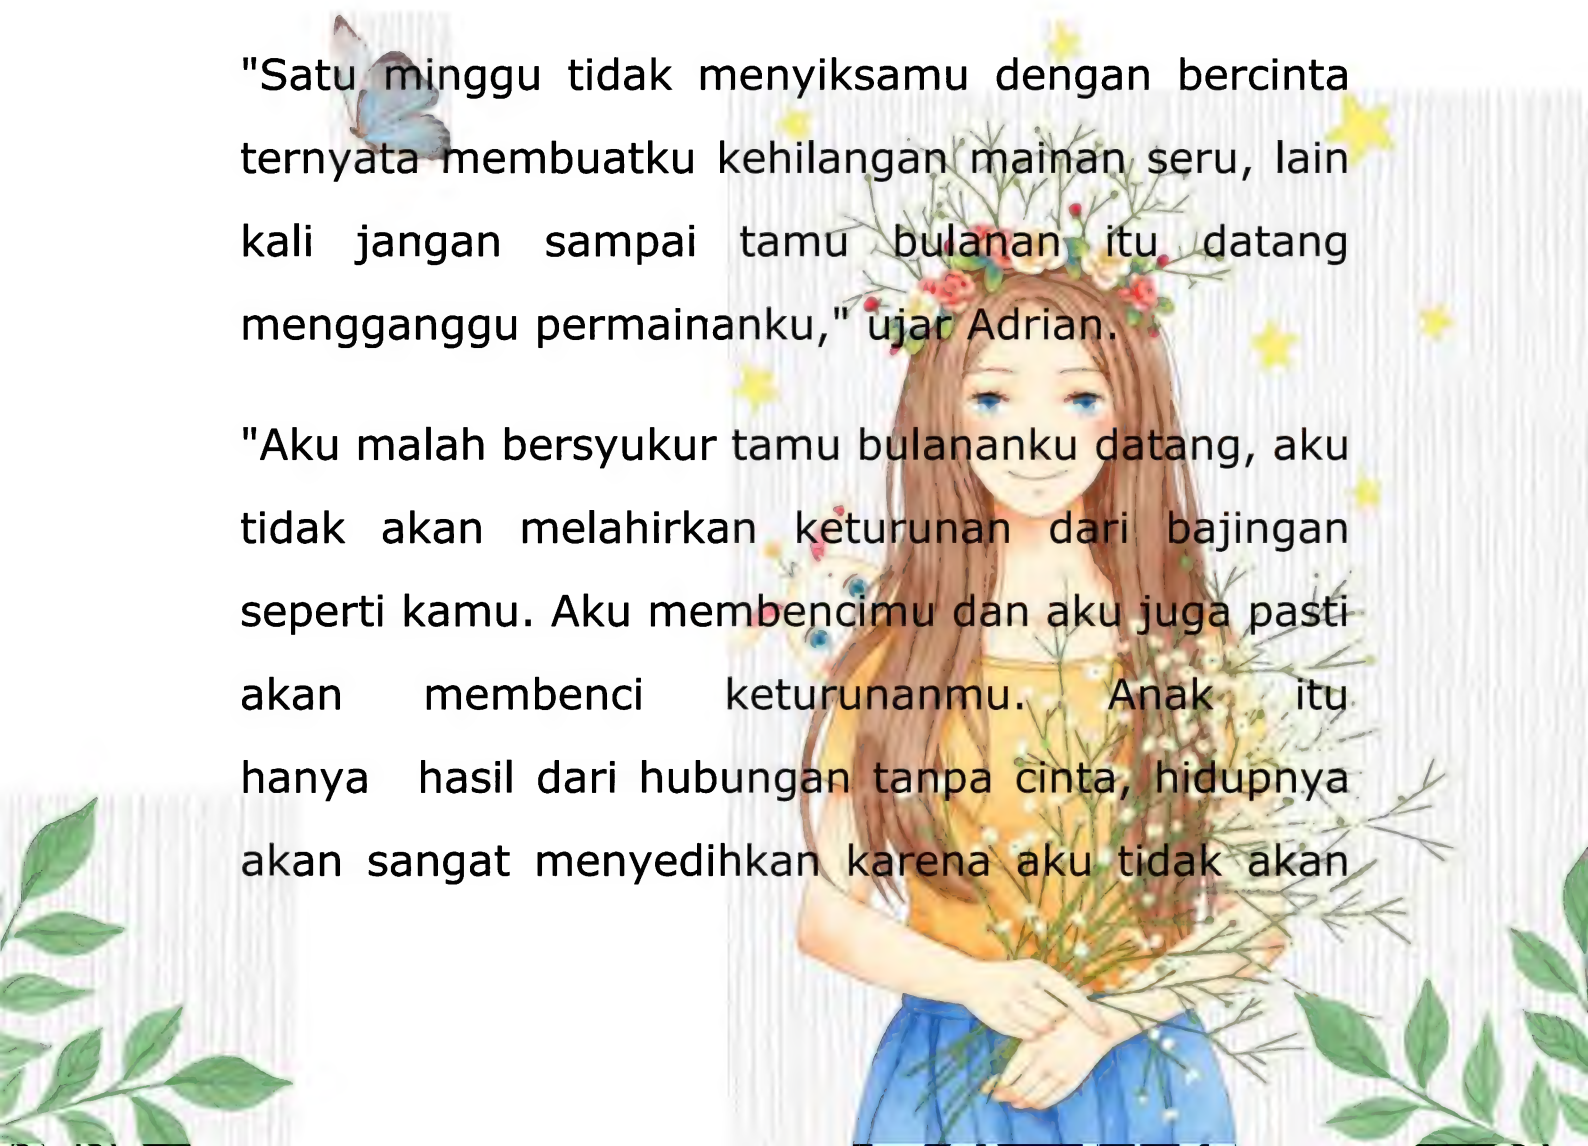 "Satu minggu tidak menyiksamu dengan bercinta
ternyata membuatku kehilangan mainan seru, lain
kali jangan sampai tamu bulanan itu datang
mengganggu permainanku," ujar Adrian.
"Aku malah bersyukur tamu bulananku datang, aku
tidak akan melahirkan keturunan dari bajingan
seperti kamu. Aku membencimu dan aku juga pasti
akan membenci keturunanmu. Anak itu
hanya hasil dari hubungan tanpa cinta, hidupnya
akan sangat menyedihkan karena aku tidak akan